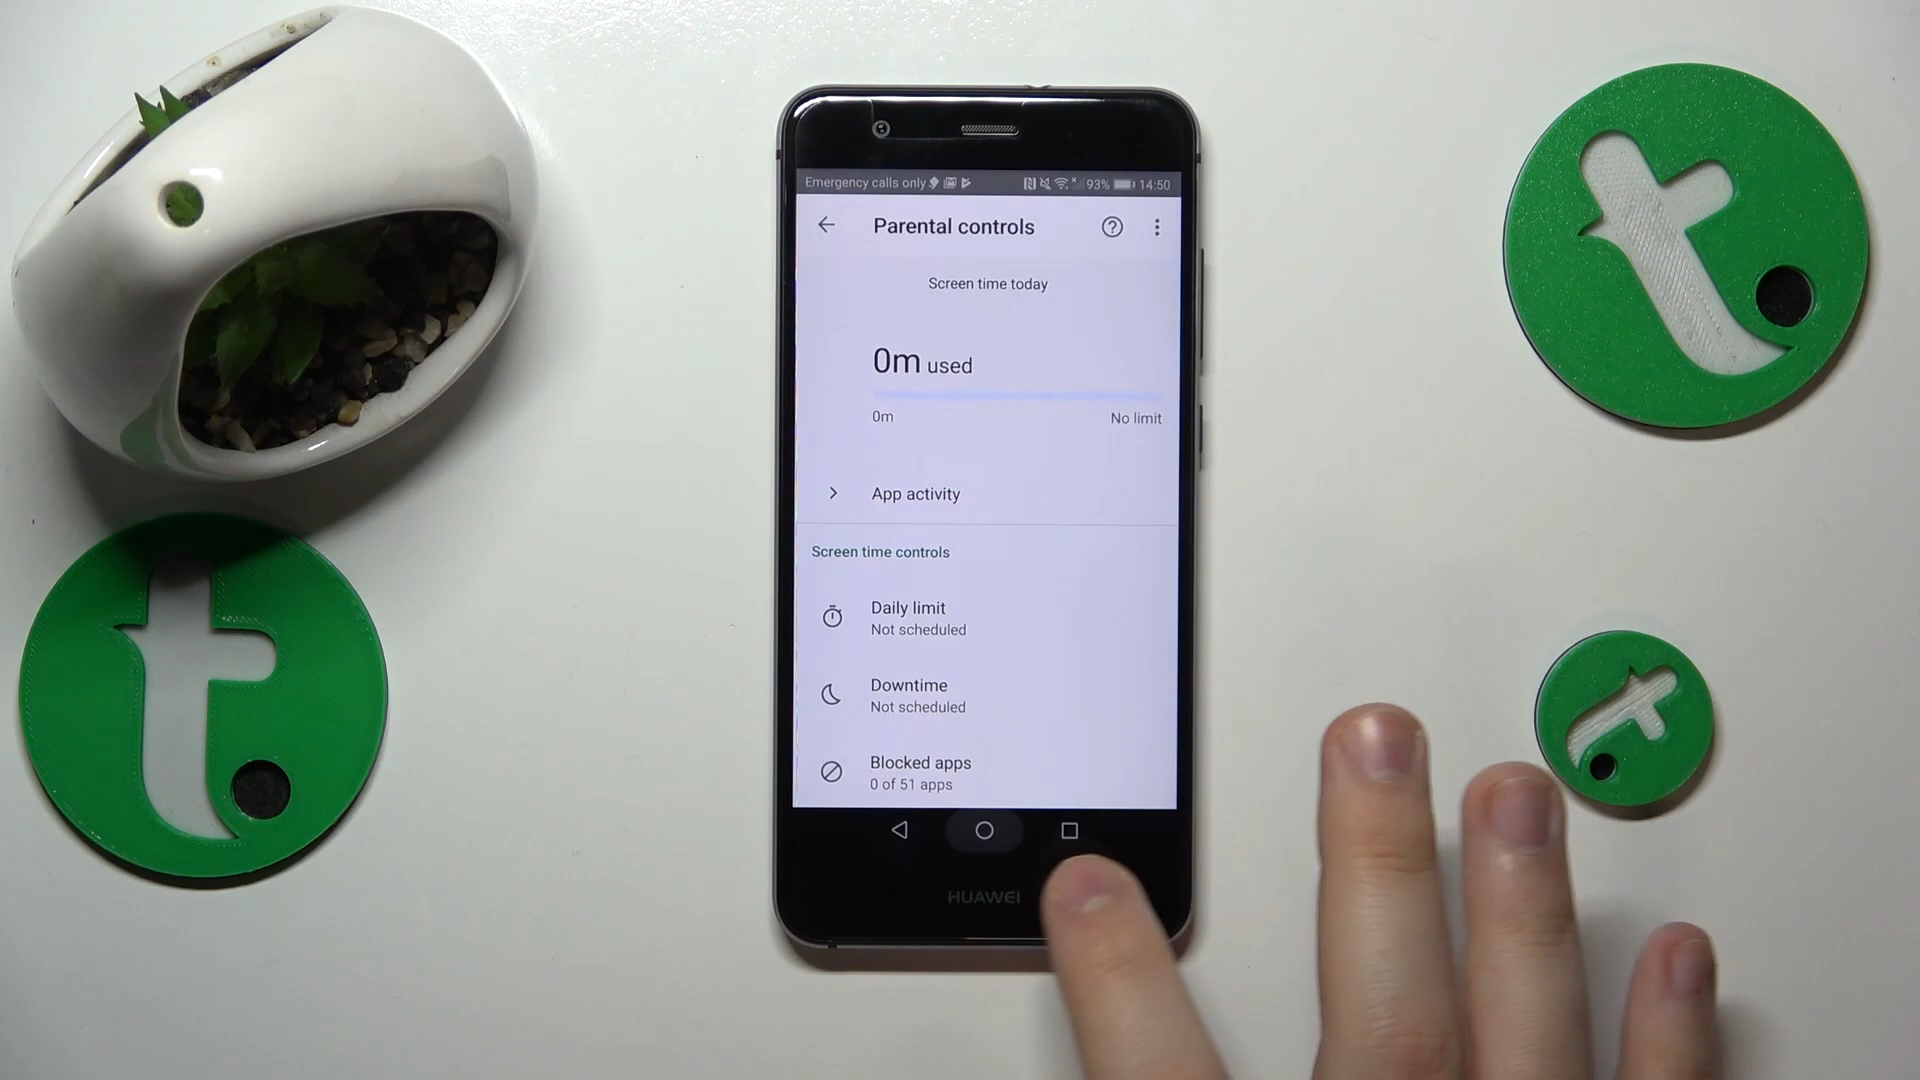 Emergency calls only 93% 14:50
Parental controls
Screen time today
0m used
0m No limit
App activity
Screen time controls
Daily limit
Not scheduled
Downtime
Not scheduled
Blocked apps
0 of 51 apps
HUAWEI
t
t
t